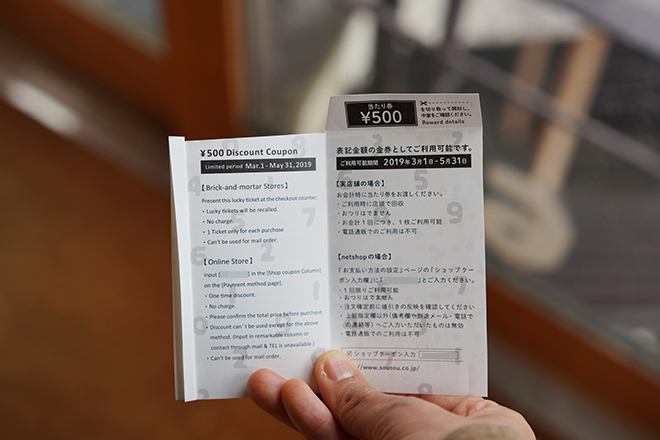 ¥500 Discount Coupon
Limited period Mar.1 - May 31, 2019
【Brick-and-mortar Stores】
Present this lucky ticket at the checkout counter.
・Lucky tickets will be recalled.
・No charge.
・1 Ticket only for each purchase
・Can't be used for mail order.
【Online Store】
Input [ ] in the [Shop coupon Column]
on the [Payment method page].
・One time discount.
・No charge
・Please confirm the total price before purchase
・Discount can't be used except for the above
method. (Input in remarkable column or
contact through mail & TEL is unavailable.)
・Can't be used for mail order.
当たり券
¥500
を切り取って開封し、
中面をご確認ください。
Reward details
表記金額の金券としてご利用可能です。
ご利用可能期間 2019年3月1日-5月31日
【実店舗の場合】
お会計時に当たり券をお渡しください。
・ご利用時に店頭で回収
・おつりはでません
・お会計1回につき、1枚ご利用可能
・電話通販でのご利用は不可
【netshopの場合】
『お支払い方法の設定』ページの『ショップクー
ポン入力欄』に『 』とご入力ください。
・1回限りご利用可能
・おつりはでません
・注文確定前に値引きの反映を確認してください
・上記指定欄以外(備考欄や別途メール・電話で
の連絡等)へご入力いただいたものは無効
・電話通販でのご利用は不可
☑ショップクーポン入力
://www.sousou.co.jp/